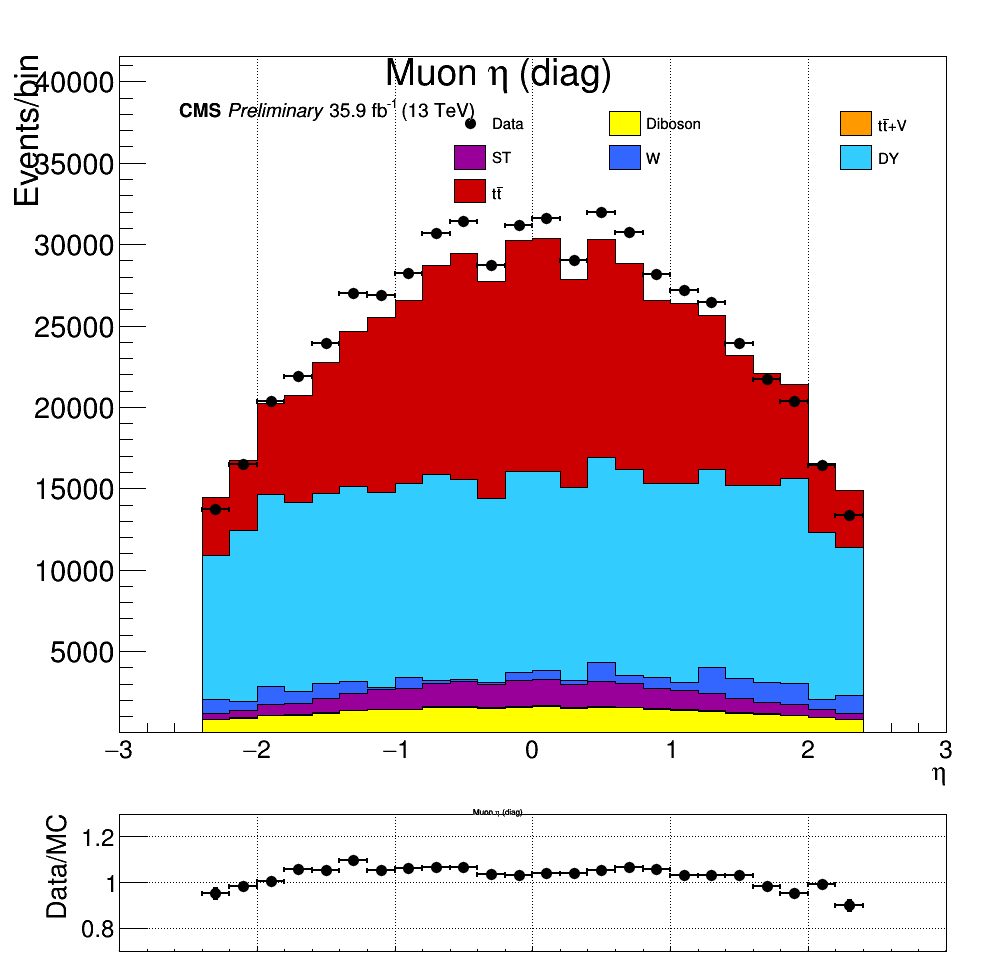 Muon η (diag)
Events/bin
CMS Preliminary 35.9 fb⁻¹ (13 TeV)
Data
Diboson
tt̄+V
ST
W
DY
tt̄
40000
35000
30000
25000
20000
15000
10000
5000
−3
−2
−1
0
1
2
3
η
Muon η (diag)
Data/MC
1.2
1
0.8